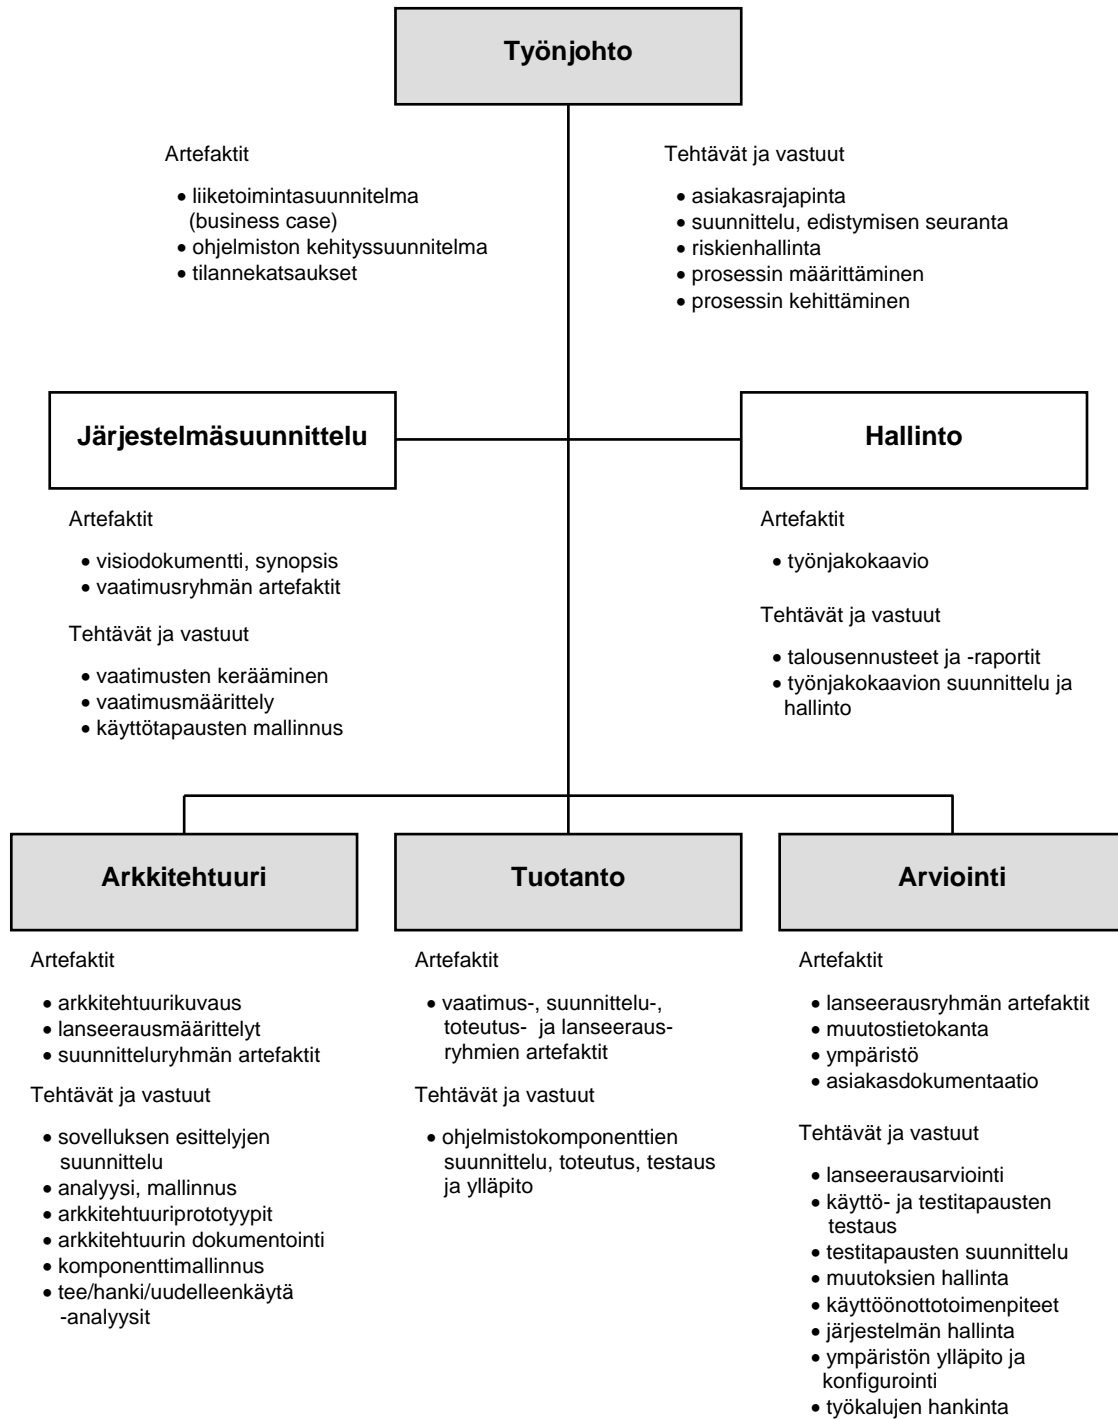 Työnjohto
Artefaktit
• liiketoimintasuunnitelma
(business case)
• ohjelmiston kehityssuunnitelma
• tilannekatsaukset
Tehtävät ja vastuut
• asiakasrajapinta
• suunnittelu, edistymisen seuranta
• riskienhallinta
• prosessin määrittäminen
• prosessin kehittäminen
Järjestelmäsuunnittelu
Artefaktit
• visiodokumentti, synopsis
• vaatimusryhmän artefaktit
Tehtävät ja vastuut
• vaatimusten kerääminen
• vaatimusmäärittely
• käyttötapausten mallinnus
Hallinto
Artefaktit
• työnjakokaavio
Tehtävät ja vastuut
• talousennusteet ja -raportit
• työnjakokaavion suunnittelu ja
hallinto
Arkkitehtuuri
Artefaktit
• arkkitehtuurikuvaus
• lanseerausmäärittelyt
• suunnitteluryhmän artefaktit
Tehtävät ja vastuut
• sovelluksen esittelyjen
suunnittelu
• analyysi, mallinnus
• arkkitehtuuriprototyypit
• arkkitehtuurin dokumentointi
• komponenttimallinnus
• tee/hanki/uudelleenkäytä
-analyysit
Tuotanto
Artefaktit
• vaatimus-, suunnittelu-,
toteutus- ja lanseeraus-
ryhmien artefaktit
Tehtävät ja vastuut
• ohjelmistokomponenttien
suunnittelu, toteutus, testaus
ja ylläpito
Arviointi
Artefaktit
• lanseerausryhmän artefaktit
• muutostietokanta
• ympäristö
• asiakasdokumentaatio
Tehtävät ja vastuut
• lanseerausarviointi
• käyttö- ja testitapausten
testaus
• testitapausten suunnittelu
• muutoksien hallinta
• käyttöönottotoimenpiteet
• järjestelmän hallinta
• ympäristön ylläpito ja
konfigurointi
• työkalujen hankinta